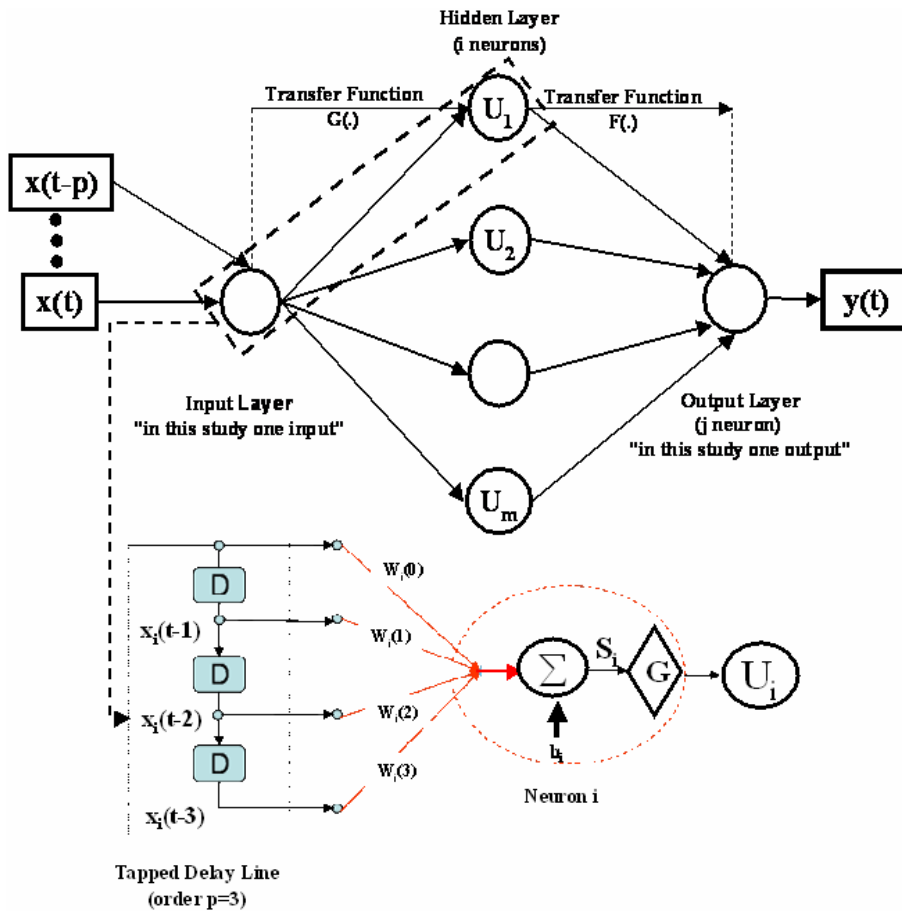 Hidden Layer
(i neurons)
Transfer Function
G(.)
U1
Transfer Function
F(.)
x(t-p)
U2
x(t)
y(t)
Input Layer
"in this study one input"
Output Layer
(j neuron)
"in this study one output"
Um
Wi(0)
D
xi(t-1)
Wi(1)
D
Σ
Si
G
Ui
xi(t-2)
Wi(2)
bi
D
Wi(3)
Neuron i
xi(t-3)
Tapped Delay Line
(order p=3)